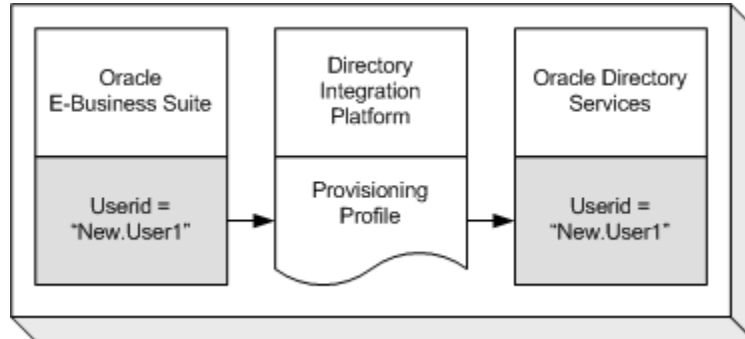 Oracle
E-Business Suite
Userid =
“New.User1”
Directory
Integration
Platform
Provisioning
Profile
Oracle Directory
Services
Userid =
“New.User1”